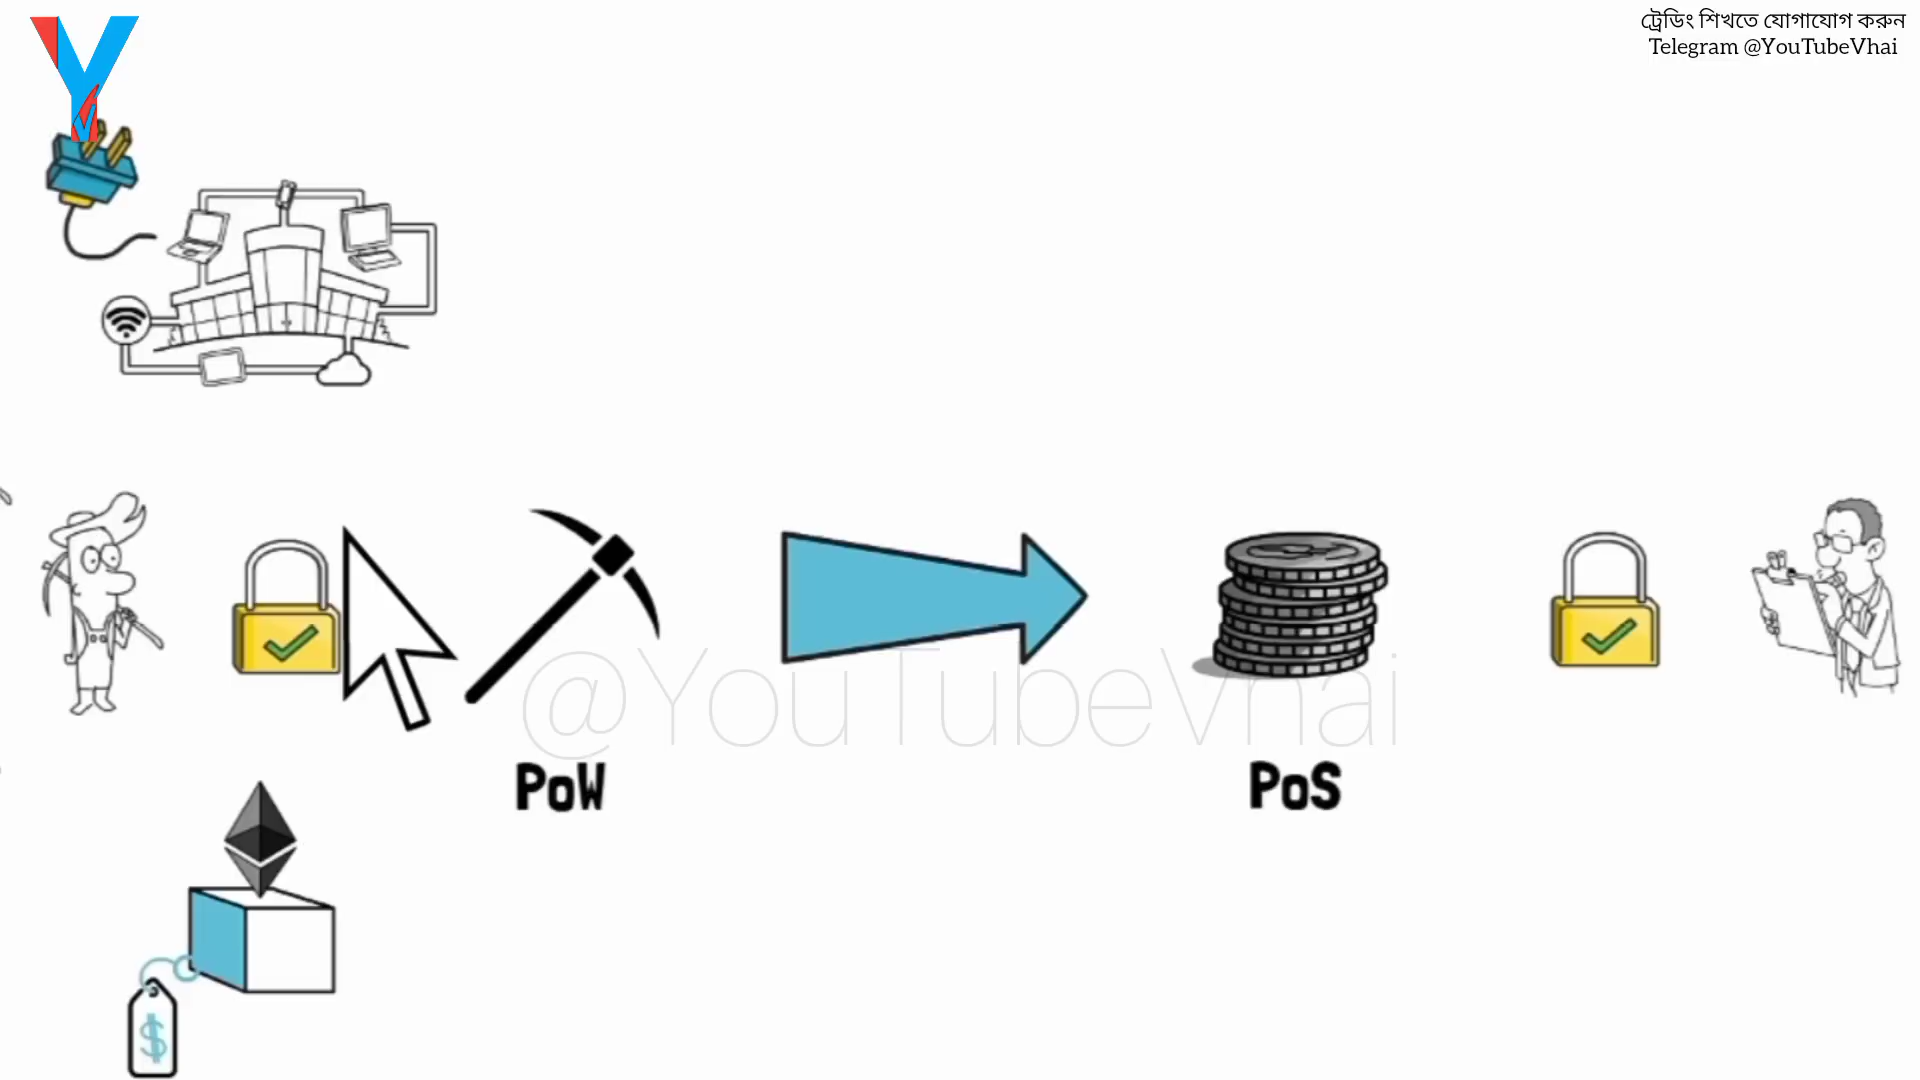 ট্রেডিং শিখতে যোগাযোগ করুন
Telegram @YouTubeVhai
@YouTubeVhai
PoW
PoS